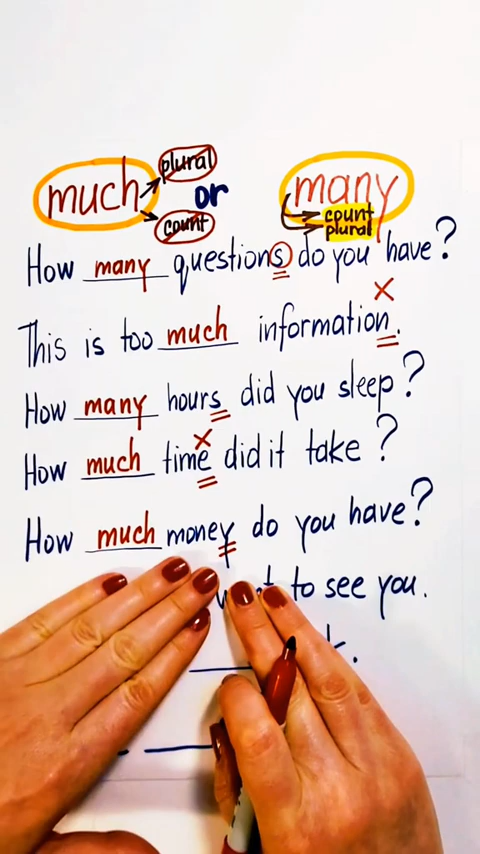 plural
much or many
count count
plural
How many questions do you have?
This is too much information.
How many hours did you sleep?
How much time did it take?
How much money do you have?
to see you.